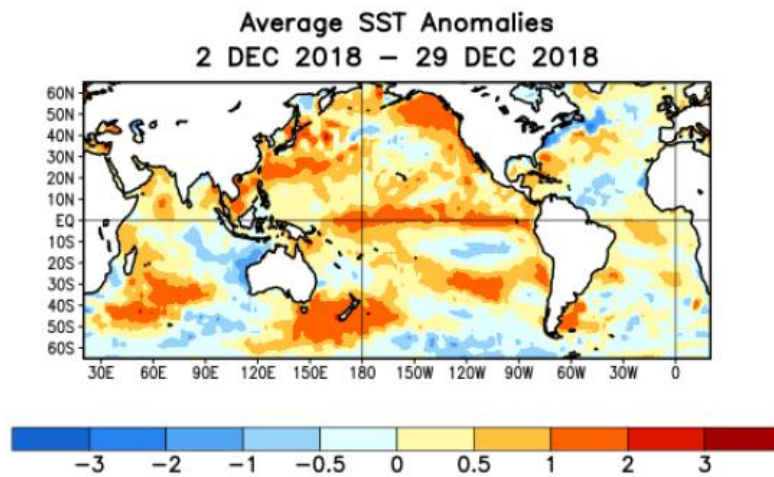 Average SST Anomalies
2 DEC 2018 – 29 DEC 2018
60N
50N
40N
30N
20N
10N
EQ
10S
20S
30S
40S
50S
60S
30E 60E 90E 120E 150E 180 150W 120W 90W 60W 30W 0
-3 -2 -1 -0.5 0 0.5 1 2 3